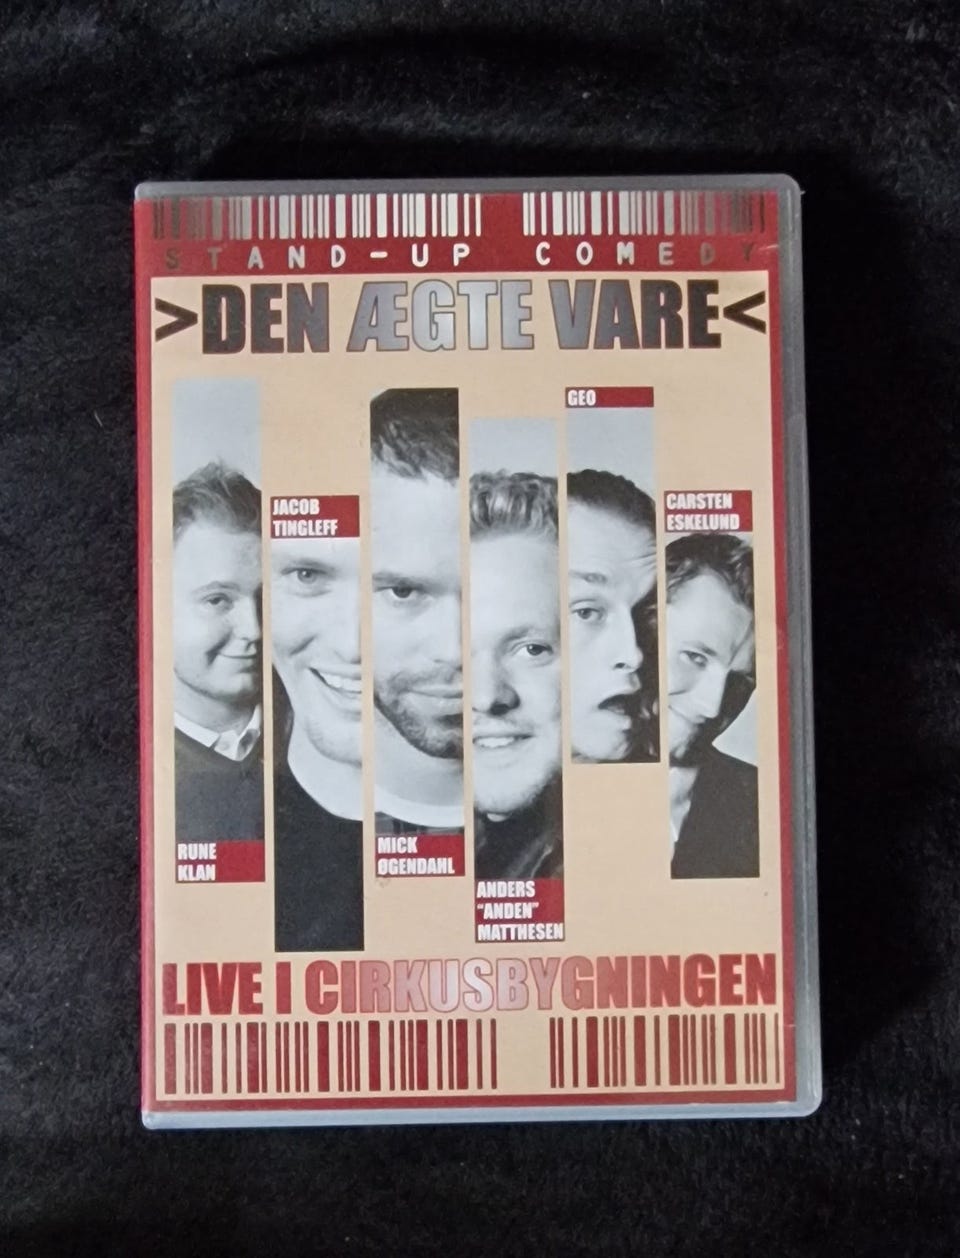 STAND-UP COMEDY
>DEN ÆGTE VARE<
GEO
JACOB
TINGLEFF
CARSTEN
ESKELUND
RUNE
KLAN
MICK
ØGENDAHL
ANDERS
"ANDEN"
MATTHESEN
LIVE I CIRKUSBYGNINGEN